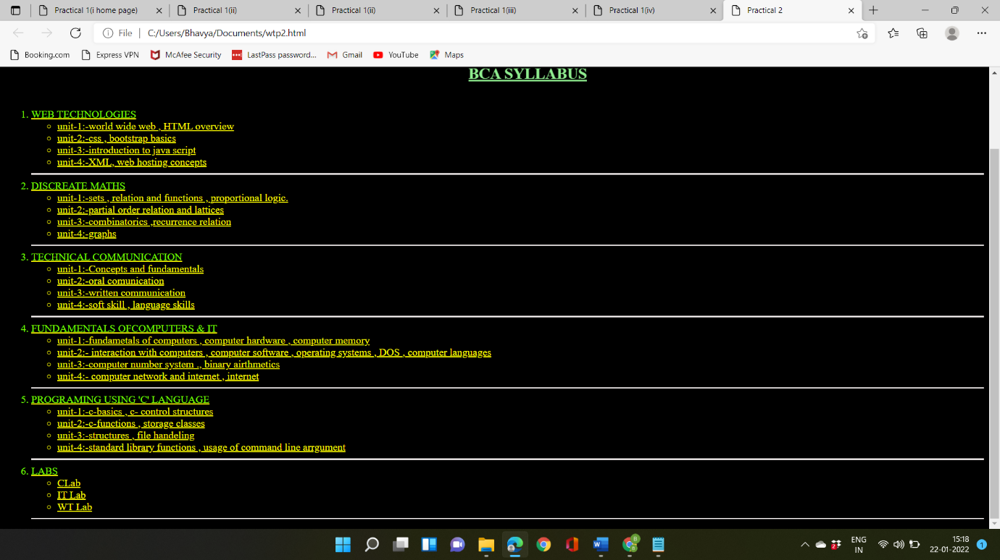 Practical 1(i home page) Practical 1(ii) Practical 1(ii) Practical 1(iii) Practical 1(iv) Practical 2
File | C:/Users/Bhavya/Documents/wtp2.html
Booking.com Express VPN McAfee Security LastPass password... Gmail YouTube Maps
BCA SYLLABUS
1. WEB TECHNOLOGIES
unit-1:-world wide web , HTML overview
unit-2:-css , bootstrap basics
unit-3:-introduction to java script
unit-4:-XML, web hosting concepts
2. DISCREATE MATHS
unit-1:-sets , relation and functions , proportional logic.
unit-2:-partial order relation and lattices
unit-3:-combinatorics ,recurrence relation
unit-4:-graphs
3. TECHNICAL COMMUNICATION
unit-1:-Concepts and fundamentals
unit-2:-oral comunication
unit-3:-written communication
unit-4:-soft skill , language skills
4. FUNDAMENTALS OFCOMPUTERS & IT
unit-1:-fundametals of computers , computer hardware , computer memory
unit-2:- interaction with computers , computer software , operating systems , DOS , computer languages
unit-3:-computer number system ., binary airthmetics
unit-4:- computer network and internet , internet
5. PROGRAMING USING 'C' LANGUAGE
unit-1:-c-basics , c- control structures
unit-2:-c-functions , storage classes
unit-3:-structures , file handeling
unit-4:-standard library functions , usage of command line arrgument
6. LABS
CLab
IT Lab
WT Lab
ENG 15:18
IN 22-01-2022 1